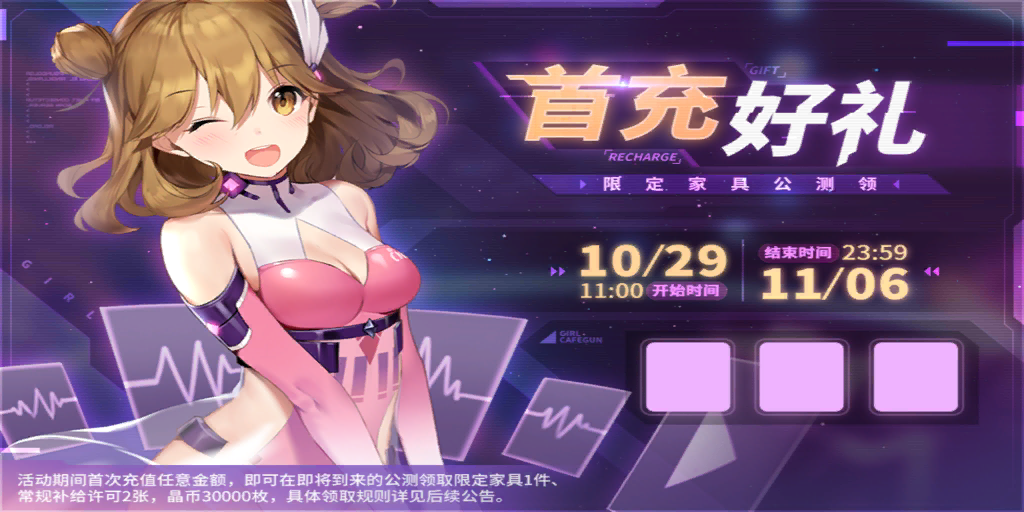 首充好礼
GIFT
RECHARGE
限定家具公测领
10/29
11:00 开始时间
结束时间 23:59
11/06
GIRL
GIRL
CAFEGUN
活动期间首次充值任意金额，即可在即将到来的公测领取限定家具1件、
常规补给许可2张，晶币30000枚，具体领取规则详见后续公告。